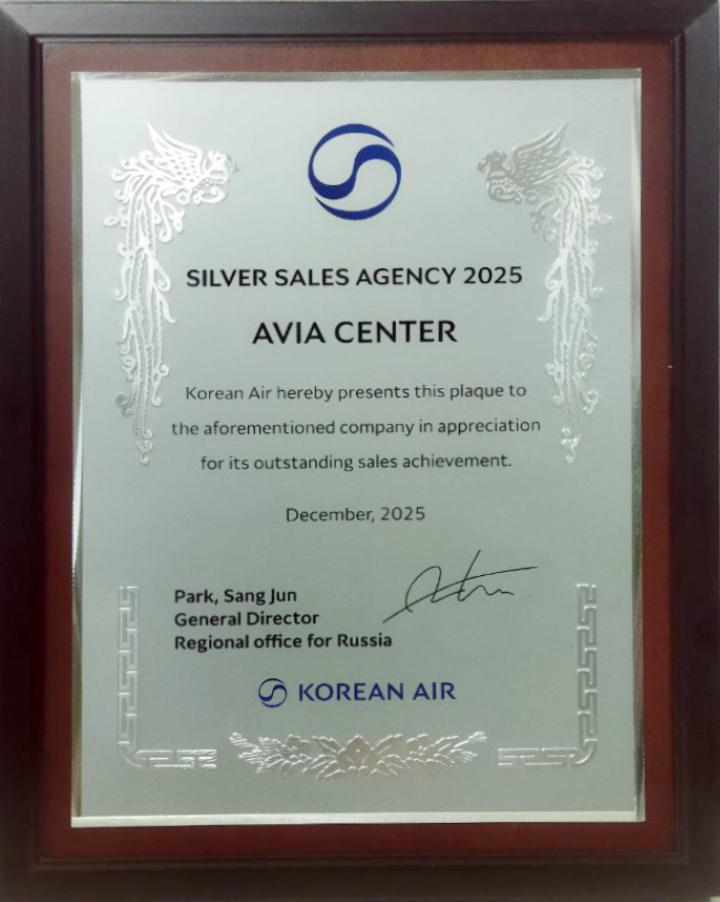 SILVER SALES AGENCY 2025
AVIA CENTER
Korean Air hereby presents this plaque to
the aforementioned company in appreciation
for its outstanding sales achievement.
December, 2025
Park, Sang Jun
General Director
Regional office for Russia
KOREAN AIR